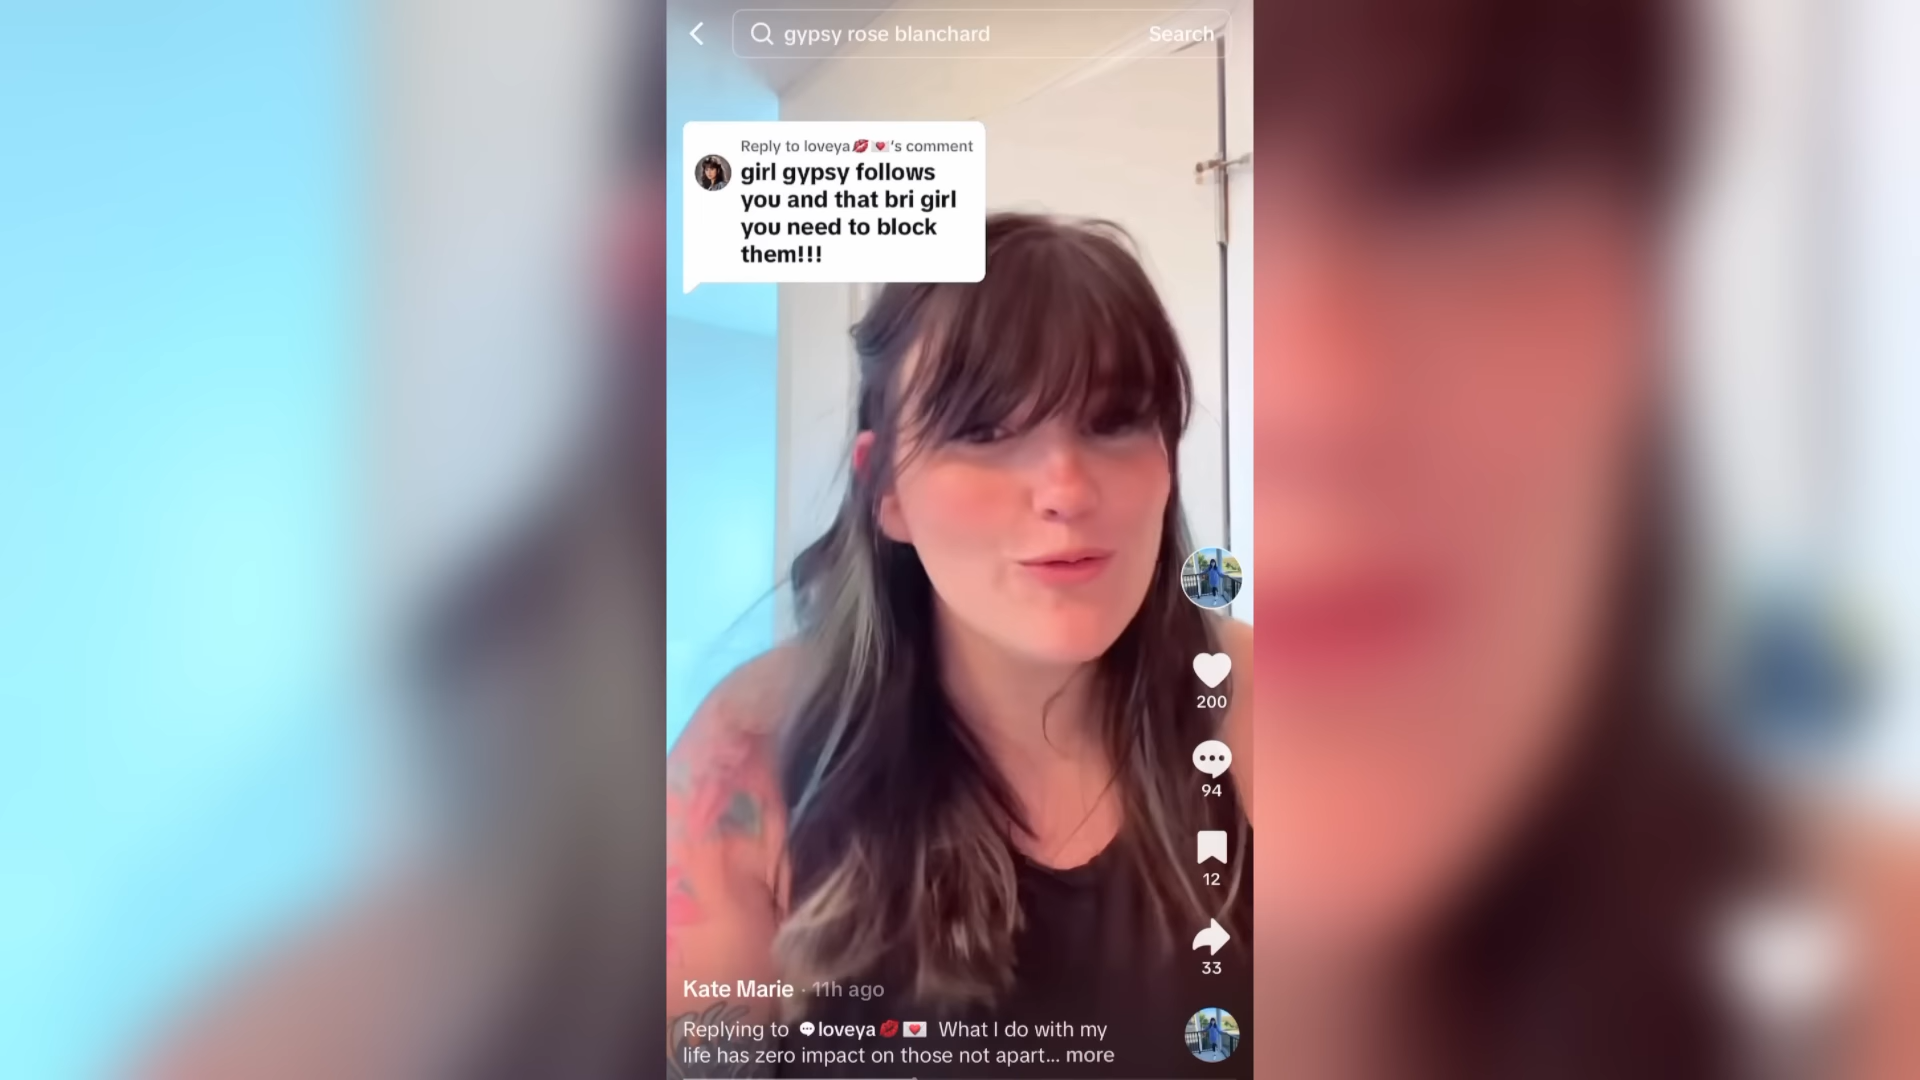 gypsy rose blanchard Search
Reply to loveya💋💌's comment
girl gypsy follows
you and that bri girl
you need to block
them!!!
200
94
12
33
Kate Marie · 11h ago
Replying to 💬loveya💋💌 What I do with my
life has zero impact on those not apart... more